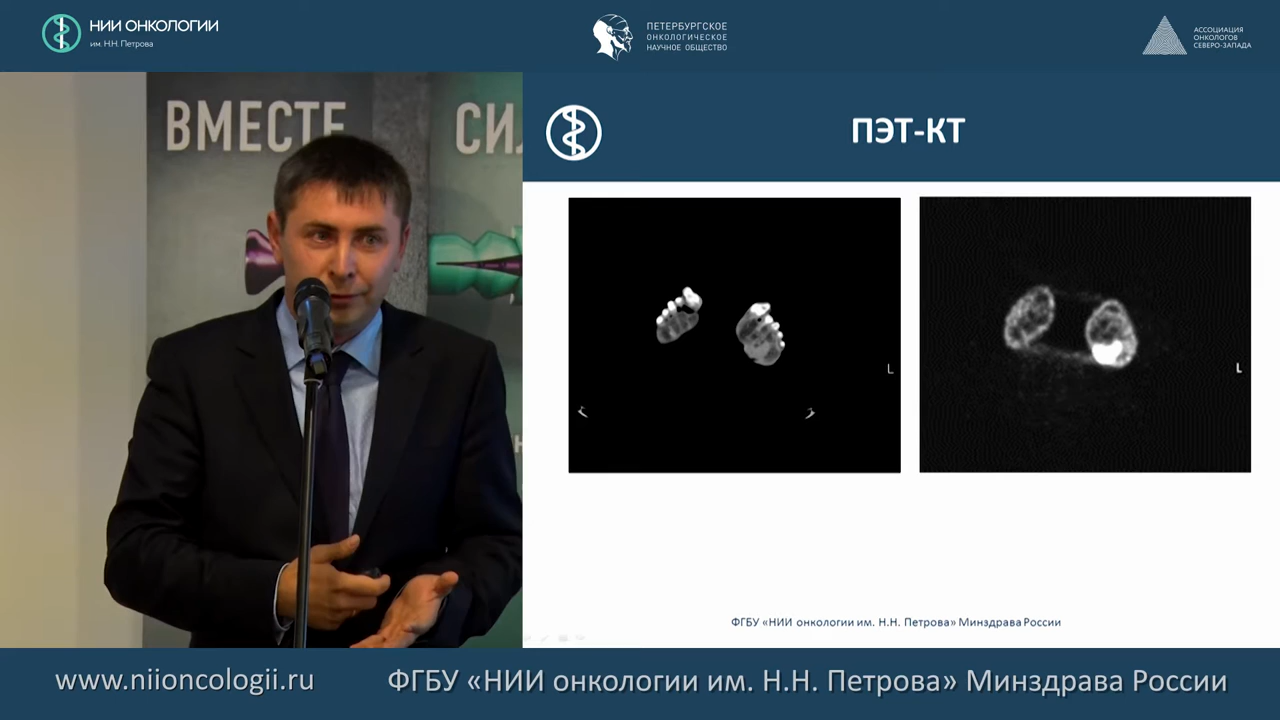 НИИ ОНКОЛОГИИ
им. Н.Н. Петрова
ПЕТЕРБУРГСКОЕ
ОНКОЛОГИЧЕСКОЕ
НАУЧНОЕ ОБЩЕСТВО
АССОЦИАЦИЯ
ОНКОЛОГОВ
СЕВЕРО-ЗАПАДА
ВМЕСТЕ
СИЛ
ПЭТ-КТ
L
L
ФГБУ «НИИ онкологии им. Н.Н. Петрова» Минздрава России
www.niioncologii.ru
ФГБУ «НИИ онкологии им. Н.Н. Петрова» Минздрава России